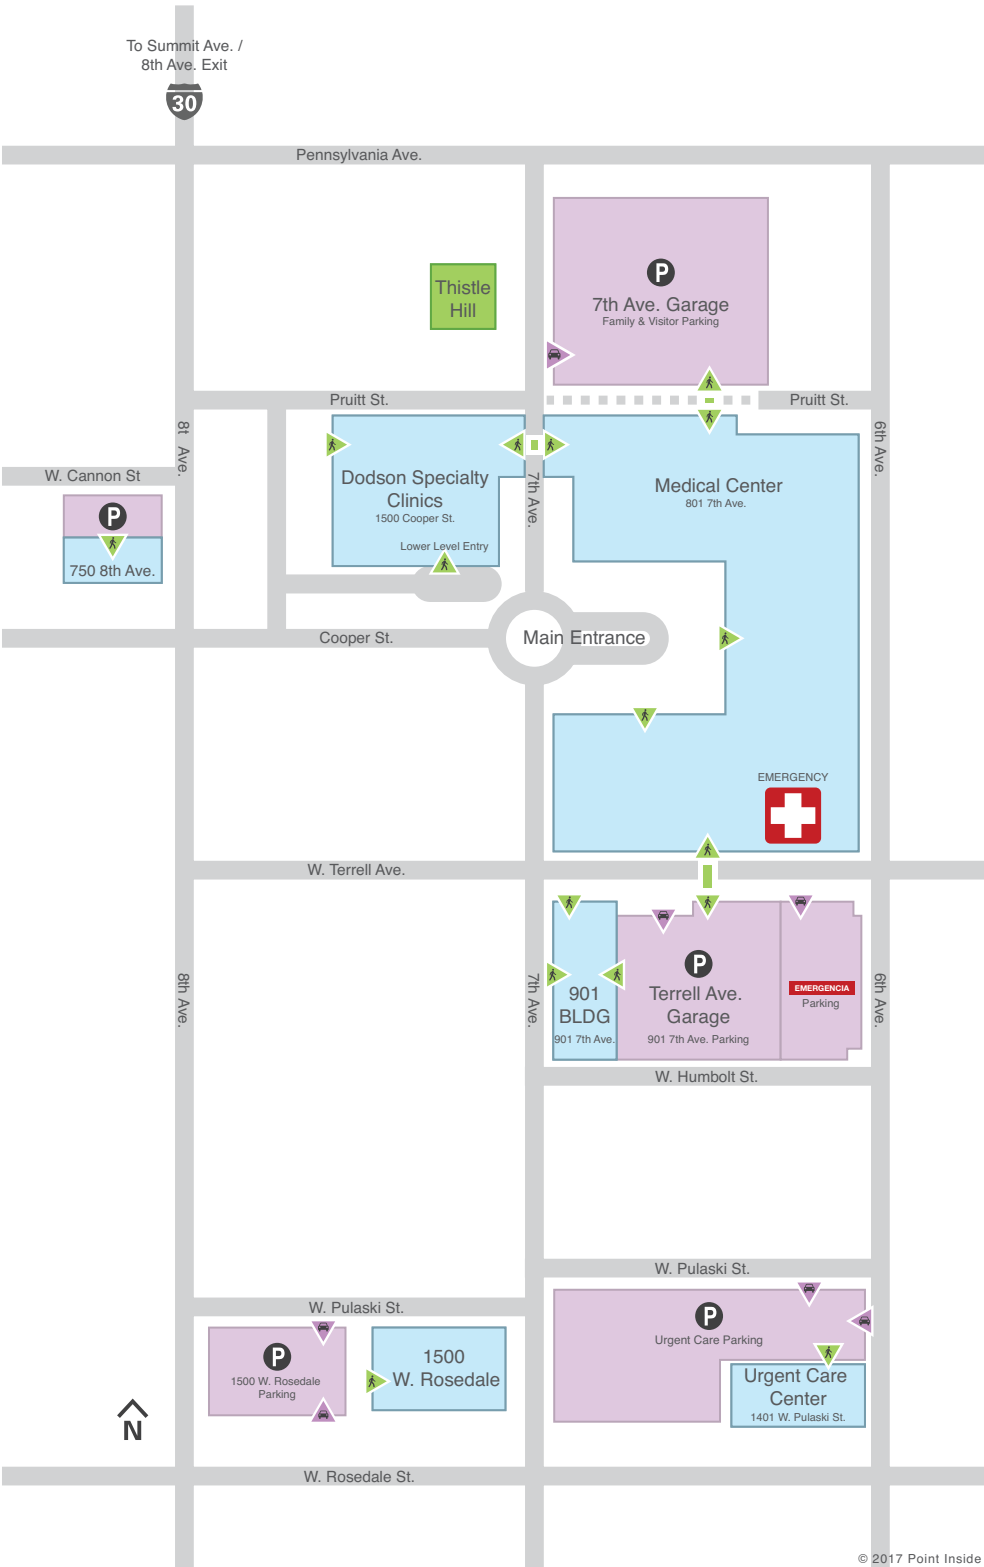 To Summit Ave. /
8th Ave. Exit
30
Pennsylvania Ave.
P
7th Ave. Garage
Family & Visitor Parking
Thistle
Hill
Pruitt St.
Pruitt St.
8t Ave.
6th Ave.
W. Cannon St
P
750 8th Ave.
Dodson Specialty
Clinics
1500 Cooper St.
Lower Level Entry
7th Ave.
Medical Center
801 7th Ave.
Cooper St.
Main Entrance
EMERGENCY
W. Terrell Ave.
8th Ave.
7th Ave.
6th Ave.
901
BLDG
901 7th Ave.
P
Terrell Ave.
Garage
901 7th Ave. Parking
EMERGENCIA
Parking
W. Humbolt St.
W. Pulaski St.
W. Pulaski St.
P
Urgent Care Parking
P
1500 W. Rosedale
Parking
1500
W. Rosedale
Urgent Care
Center
1401 W. Pulaski St.
N
W. Rosedale St.
© 2017 Point Inside